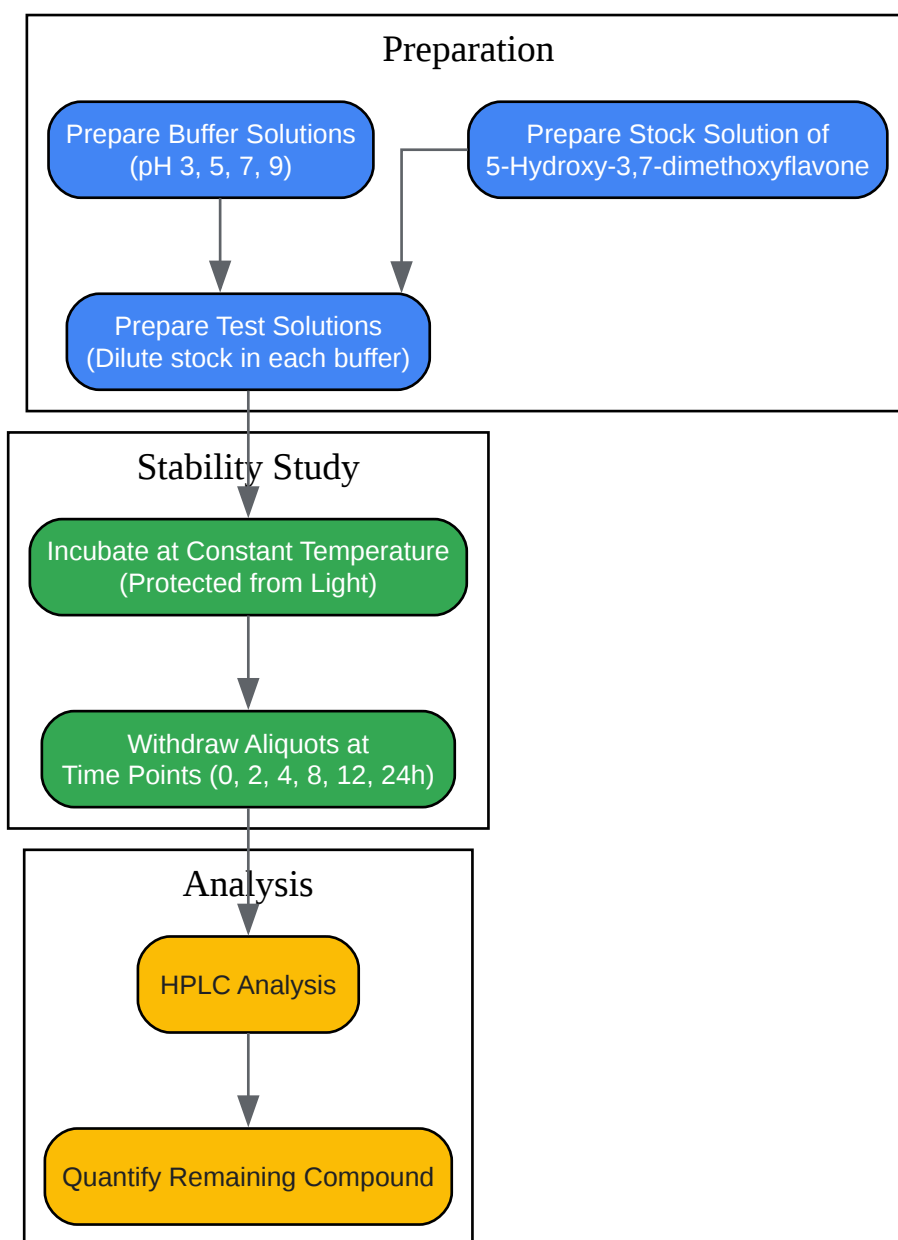 Preparation
Prepare Buffer Solutions
(pH 3, 5, 7, 9)
Prepare Stock Solution of
5-Hydroxy-3,7-dimethoxyflavone
Prepare Test Solutions
(Dilute stock in each buffer)
Stability Study
Incubate at Constant Temperature
(Protected from Light)
Withdraw Aliquots at
Time Points (0, 2, 4, 8, 12, 24h)
Analysis
HPLC Analysis
Quantify Remaining Compound